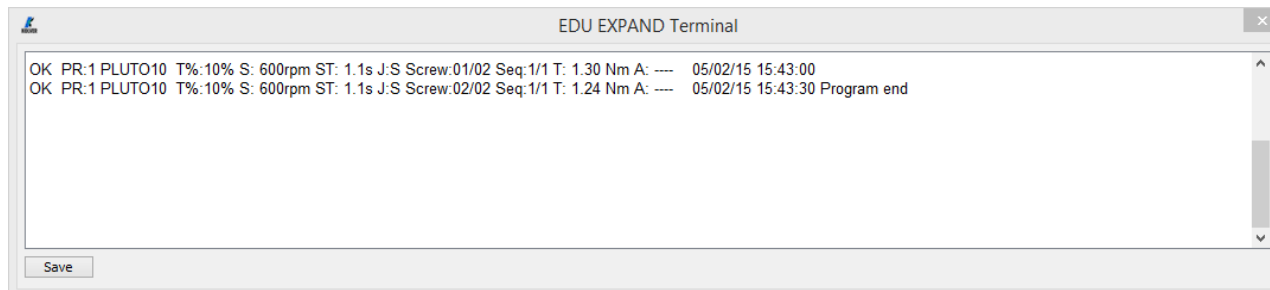 EDU EXPAND Terminal
OK PR:1 PLUTO10 T%:10% S: 600rpm ST: 1.1s J:S Screw:01/02 Seq:1/1 T: 1.30 Nm A: ---- 05/02/15 15:43:00
OK PR:1 PLUTO10 T%:10% S: 600rpm ST: 1.1s J:S Screw:02/02 Seq:1/1 T: 1.24 Nm A: ---- 05/02/15 15:43:30 Program end
Save